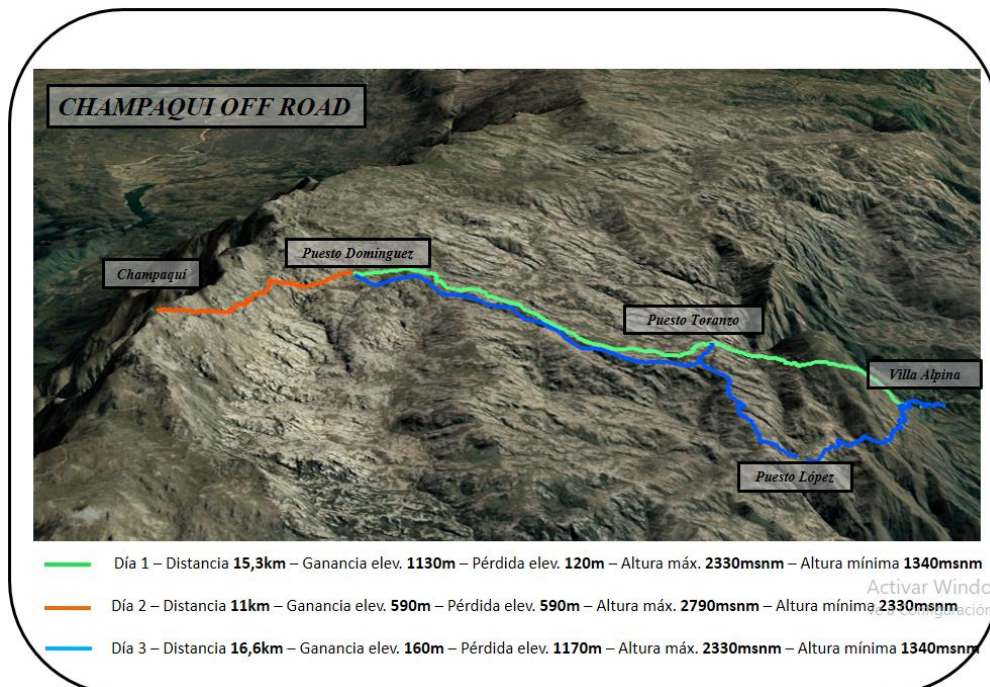 CHAMPAQUI OFF ROAD
Puesto Domínguez
Champaquí
Puesto Toranzo
Villa Alpina
Puesto López
Día 1 – Distancia 15,3km – Ganancia elev. 1130m – Pérdida elev. 120m – Altura máx. 2330msnm – Altura mínima 1340msnm
Activar Windo
Día 2 – Distancia 11km – Ganancia elev. 590m – Pérdida elev. 590m – Altura máx. 2790msnm – Altura mínima 2330msnm
Ve a Configuración
Día 3 – Distancia 16,6km – Ganancia elev. 160m – Pérdida elev. 1170m – Altura máx. 2330msnm – Altura mínima 1340msnm